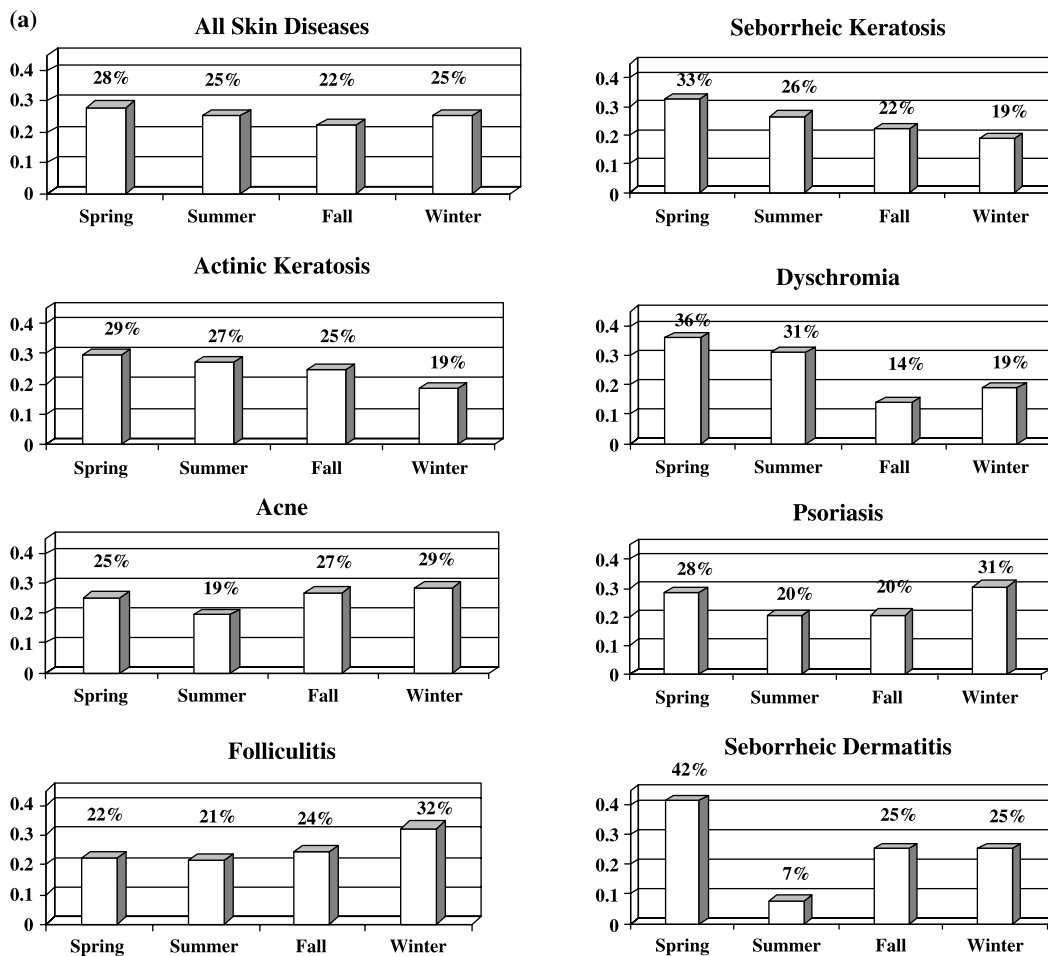 (a)
All Skin Diseases
28% 25% 22% 25%
0.4
0.3
0.2
0.1
0
Spring Summer Fall Winter
Seborrheic Keratosis
33% 26% 22% 19%
0.4
0.3
0.2
0.1
0
Spring Summer Fall Winter
Actinic Keratosis
29% 27% 25% 19%
0.4
0.3
0.2
0.1
0
Spring Summer Fall Winter
Dyschromia
36% 31% 14% 19%
0.4
0.3
0.2
0.1
0
Spring Summer Fall Winter
Acne
25% 19% 27% 29%
0.4
0.3
0.2
0.1
0
Spring Summer Fall Winter
Psoriasis
28% 20% 20% 31%
0.4
0.3
0.2
0.1
0
Spring Summer Fall Winter
Folliculitis
22% 21% 24% 32%
0.4
0.3
0.2
0.1
0
Spring Summer Fall Winter
Seborrheic Dermatitis
42% 7% 25% 25%
0.4
0.3
0.2
0.1
0
Spring Summer Fall Winter